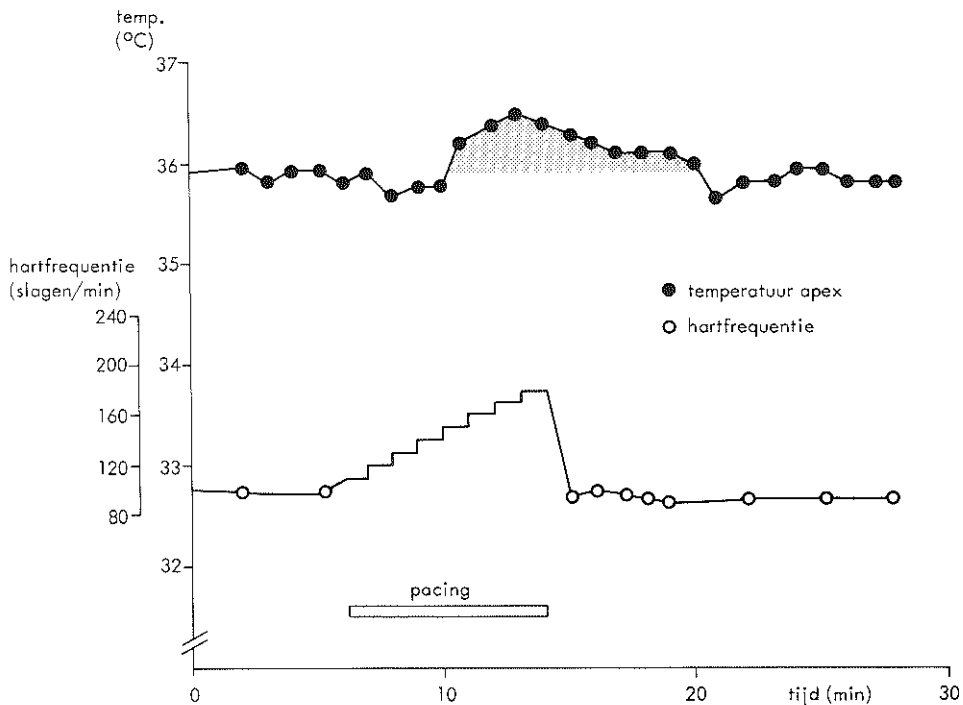 temp.
(°C)
37
36
35
34
33
32
hartfrequentie
(slagen/min)
240
200
160
120
80
temperatuur apex
hartfrequentie
pacing
0
10
20
30
tijd (min)